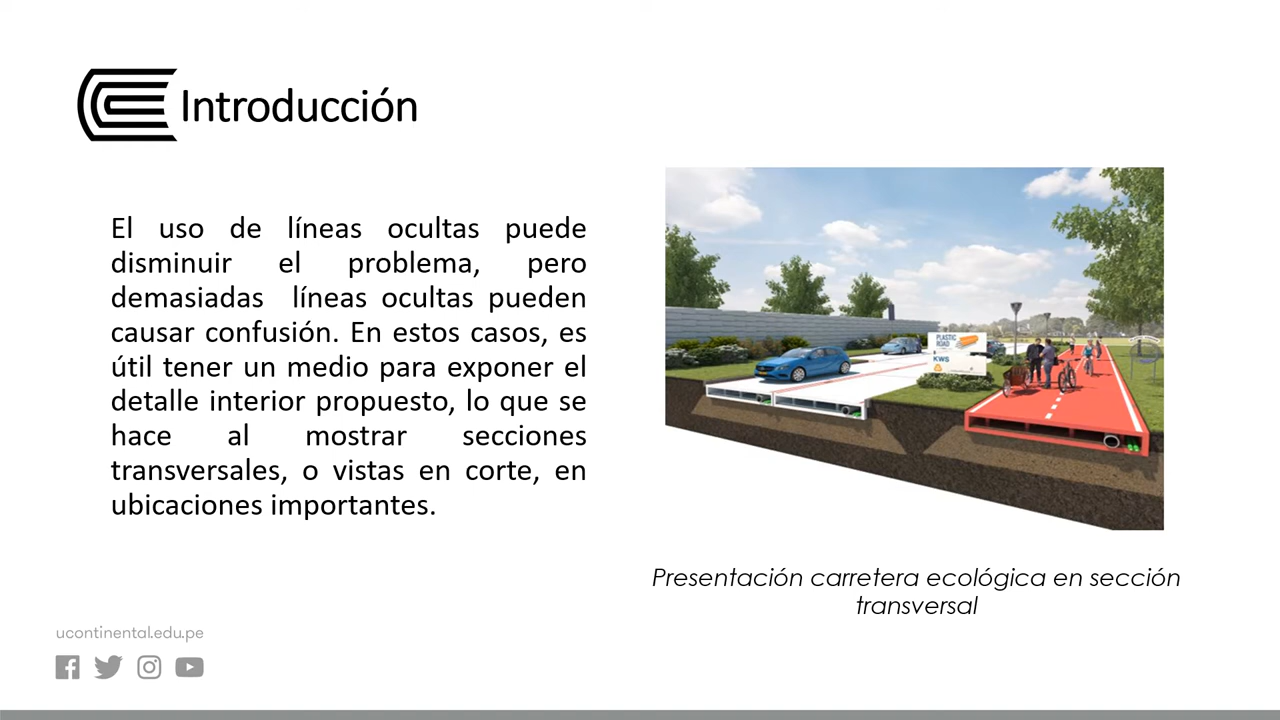 Introducción
El uso de líneas ocultas puede
disminuir el problema, pero
demasiadas líneas ocultas pueden
causar confusión. En estos casos, es
útil tener un medio para exponer el
detalle interior propuesto, lo que se
hace al mostrar secciones
transversales, o vistas en corte, en
ubicaciones importantes.
PLASTIC
ROAD
KWS
Presentación carretera ecológica en sección
transversal
ucontinental.edu.pe